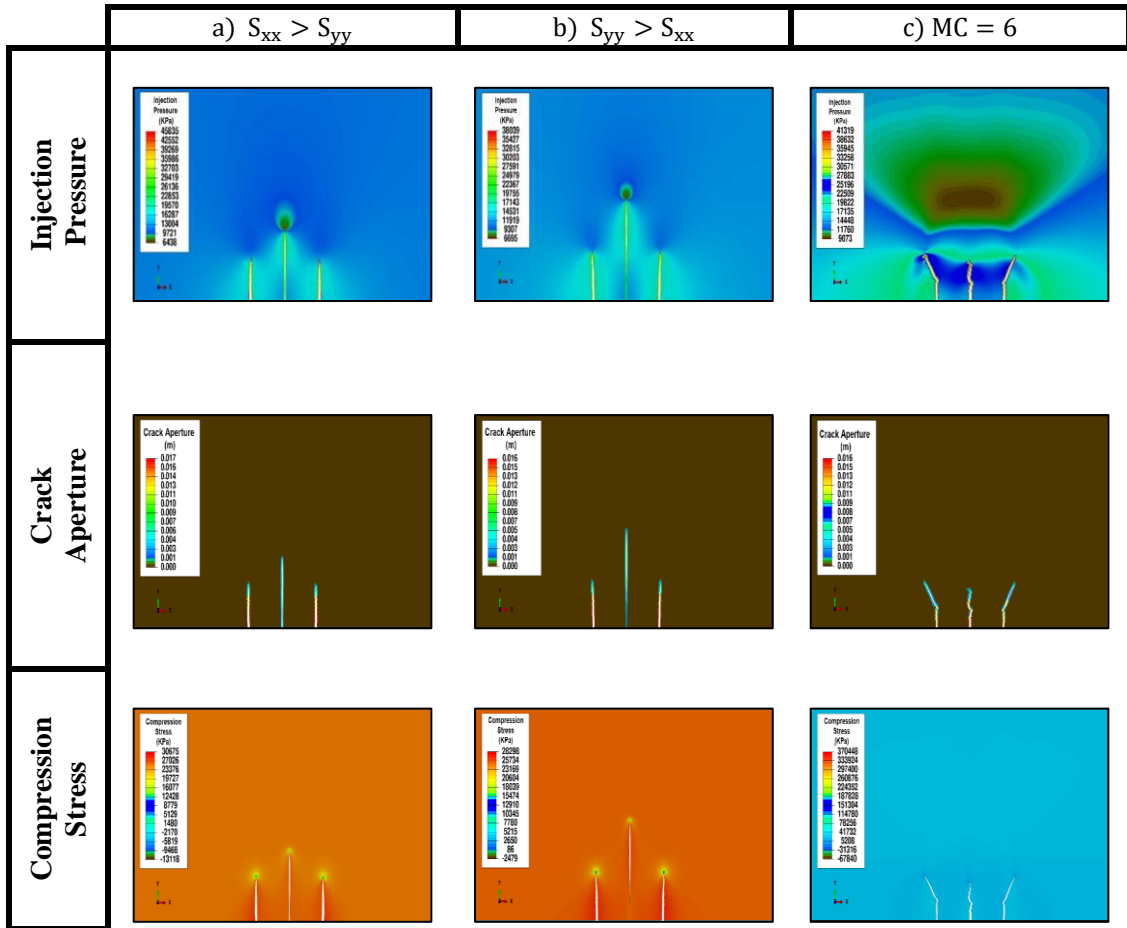 a) Sxx > Syy
b) Syy > Sxx
c) MC = 6
Injection
Pressure
Injection
Pressure
(KPa)
45835
42552
39269
35986
32703
29419
26136
22853
19570
16287
13004
9721
6438
Y
X
Injection
Pressure
(KPa)
38039
35427
32815
30203
27591
24979
22367
19755
17143
14531
11919
9307
6695
Y
X
Injection
Pressure
(KPa)
41319
38632
35945
33258
30571
27883
25196
22509
19822
17135
14448
11760
9073
Y
X
Crack
Aperture
Crack Aperture
(m)
0.017
0.016
0.014
0.013
0.011
0.010
0.009
0.007
0.006
0.004
0.003
0.001
0.000
Y
X
Crack Aperture
(m)
0.016
0.015
0.013
0.012
0.011
0.009
0.008
0.007
0.005
0.004
0.003
0.001
0.000
Y
X
Crack Aperture
(m)
0.016
0.015
0.013
0.012
0.011
0.009
0.008
0.007
0.005
0.004
0.003
0.001
0.000
Y
X
Compression
Stress
Compression
Stress
(KPa)
30675
27026
23376
19727
16077
12428
8779
5129
1480
-2170
-5819
-9468
-13118
Y
X
Compression
Stress
(KPa)
28298
25734
23169
20604
18039
15474
12910
10345
7780
5215
2650
86
-2479
Y
X
Compression
Stress
(KPa)
370448
333924
297400
260876
224352
187828
151304
114780
78256
41732
5208
-31316
-67840
Y
X